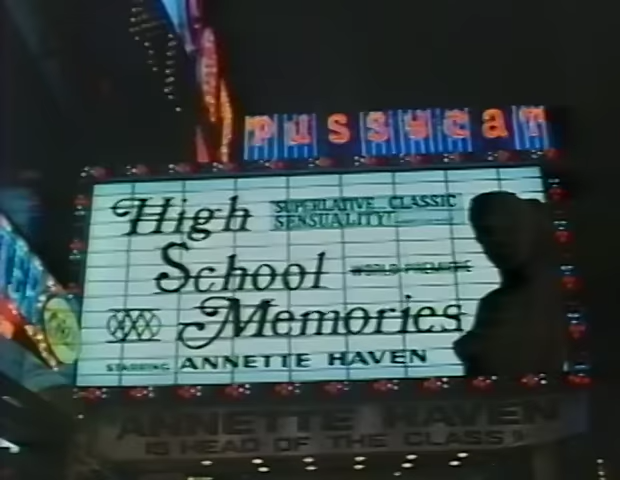 PUSSYCAT
High
"SUPERLATIVE CLASSIC
SENSUALITY!"
School
WORLD PREMIERE
XXX
Memories
STARRING ANNETTE HAVEN
ANNETTE HAVEN
IS HEAD OF THE CLASS!!